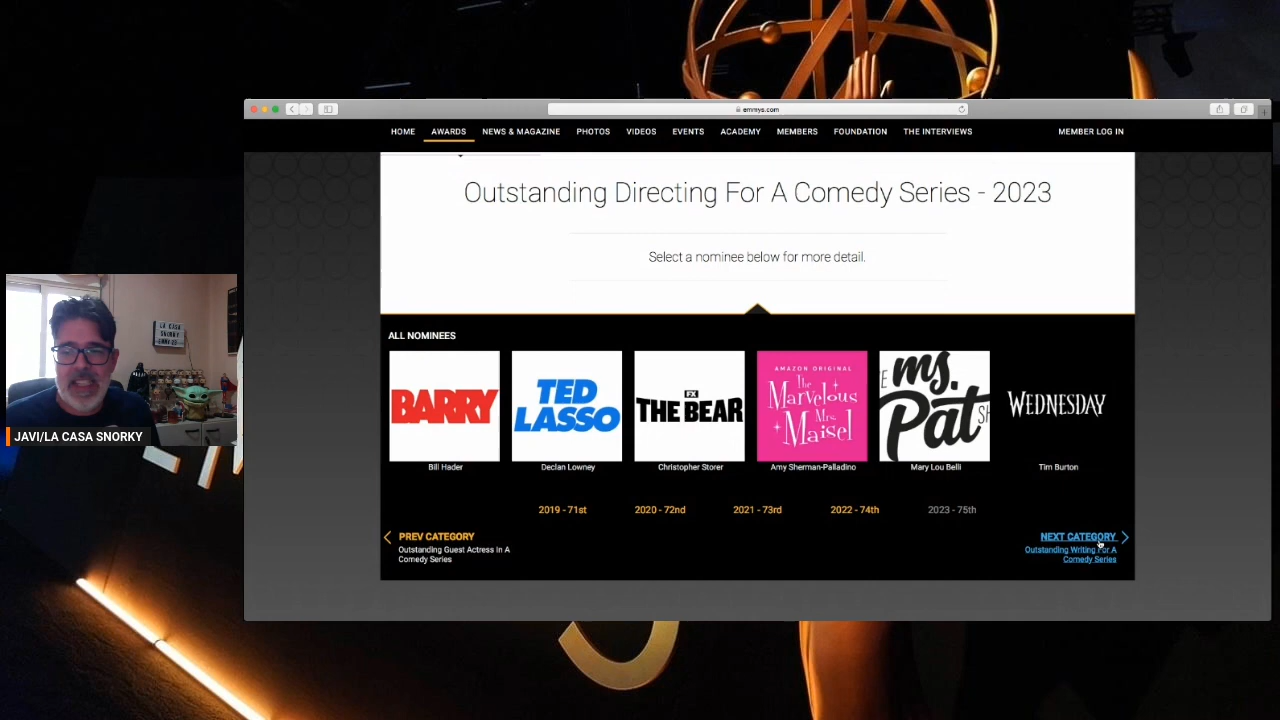 emmys.com
HOME AWARDS NEWS & MAGAZINE PHOTOS VIDEOS EVENTS ACADEMY MEMBERS FOUNDATION THE INTERVIEWS MEMBER LOG IN
Outstanding Directing For A Comedy Series - 2023
Select a nominee below for more detail.
ALL NOMINEES
BARRY
TED
LASSO
FX
THE BEAR
AMAZON ORIGINAL
The
Marvelous
Mrs.
Maisel
ms.
Pat
WEDNESDAY
Bill Hader
Declan Lowney
Christopher Storer
Amy Sherman-Palladino
Mary Lou Belli
Tim Burton
2019 - 71st 2020 - 72nd 2021 - 73rd 2022 - 74th 2023 - 75th
PREV CATEGORY
Outstanding Guest Actress In A
Comedy Series
NEXT CATEGORY
Outstanding Writing For A
Comedy Series
LA CASA
SNORKY
JAVI/LA CASA SNORKY